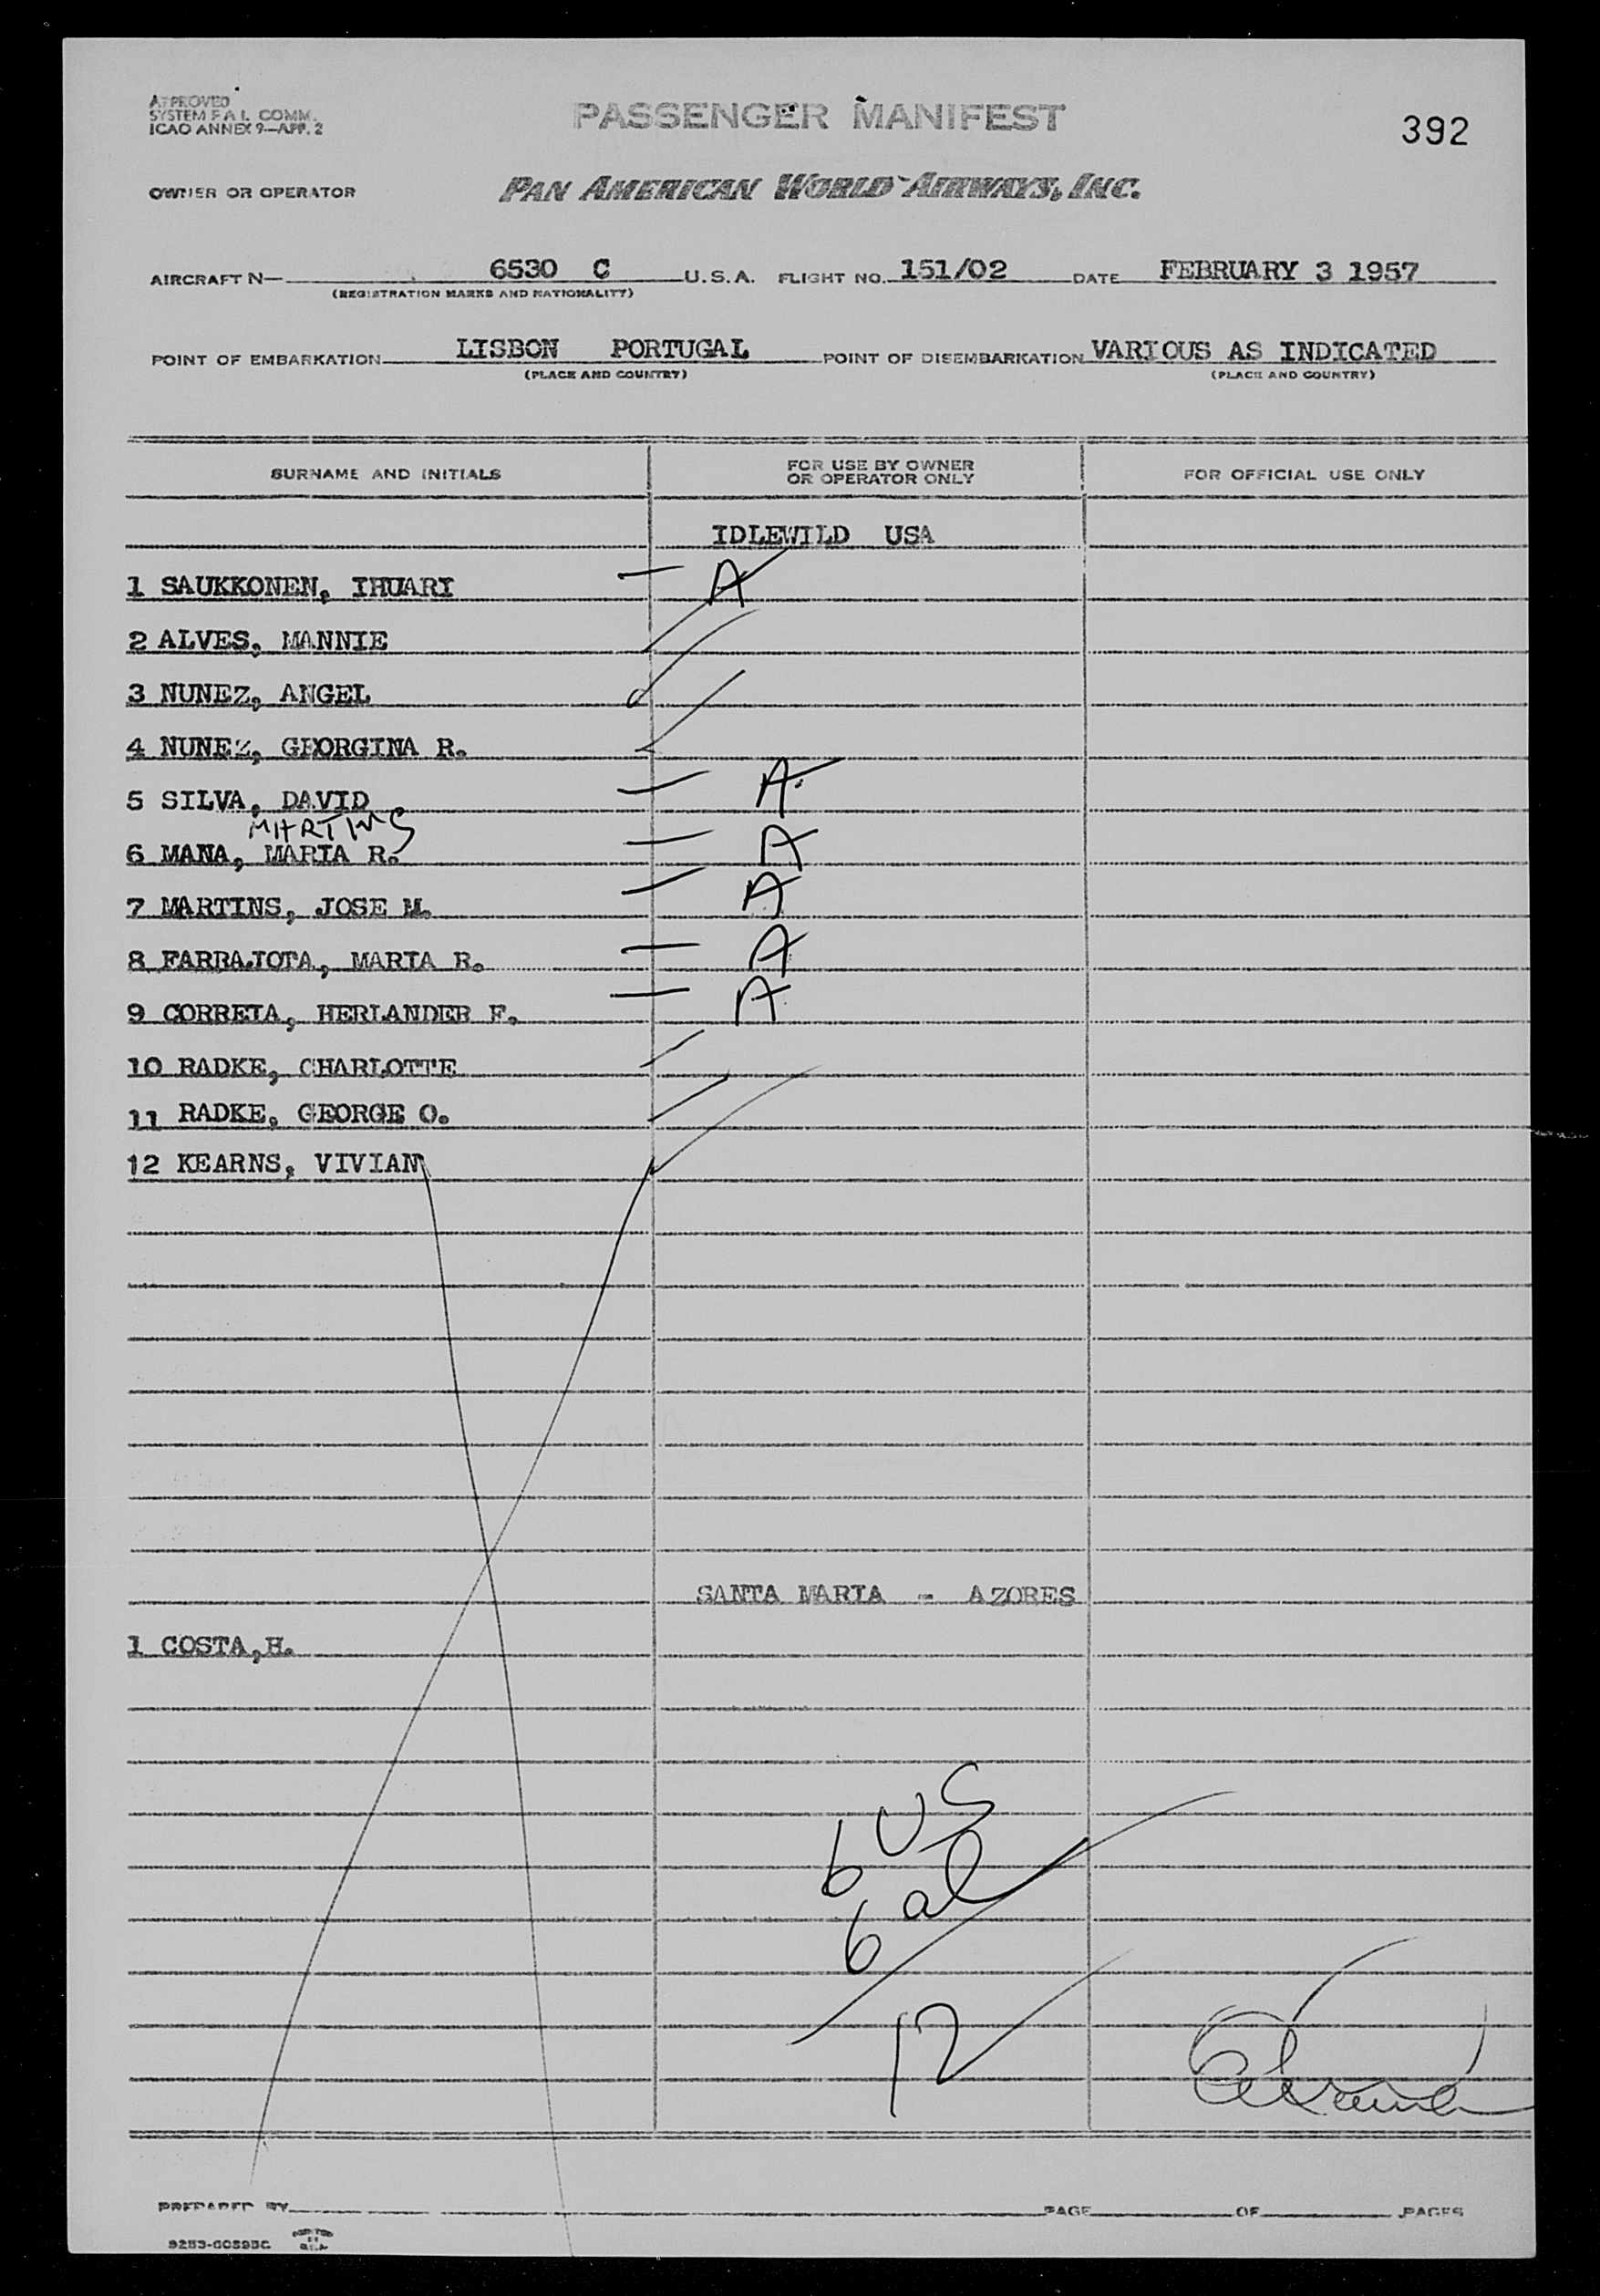 APPROVED
SYSTEM F A L COMM.
ICAO ANNEX 9—APP. 2
PASSENGER MANIFEST
392
OWNER OR OPERATOR
PAN AMERICAN WORLD AIRWAYS, INC.
AIRCRAFT N— 6530 C U.S.A. FLIGHT NO. 151/02 DATE FEBRUARY 3 1957
(REGISTRATION MARKS AND NATIONALITY)
POINT OF EMBARKATION LISBON PORTUGAL POINT OF DISEMBARKATION VARIOUS AS INDICATED
(PLACE AND COUNTRY) (PLACE AND COUNTRY)
SURNAME AND INITIALS
FOR USE BY OWNER
OR OPERATOR ONLY
FOR OFFICIAL USE ONLY
IDLEWILD USA
1 SAUKKONEN, IHUARI — A
2 ALVES, MANNIE
3 NUNEZ, ANGEL
4 NUNEZ, GEORGINA R.
5 SILVA, DAVID — A
MARTINS
6 MANA, MARIA R. — A
7 MARTINS, JOSE M. — A
8 FARRAJOTA, MARIA R. — A
9 CORREIA, HERLANDER F. — A
10 RADKE, CHARLOTTE
11 RADKE, GEORGE O.
12 KEARNS, VIVIAN
SANTA MARIA - AZORES
1 COSTA,H.
6 US
6 al
12
PREPARED BY PAGE OF PAGES